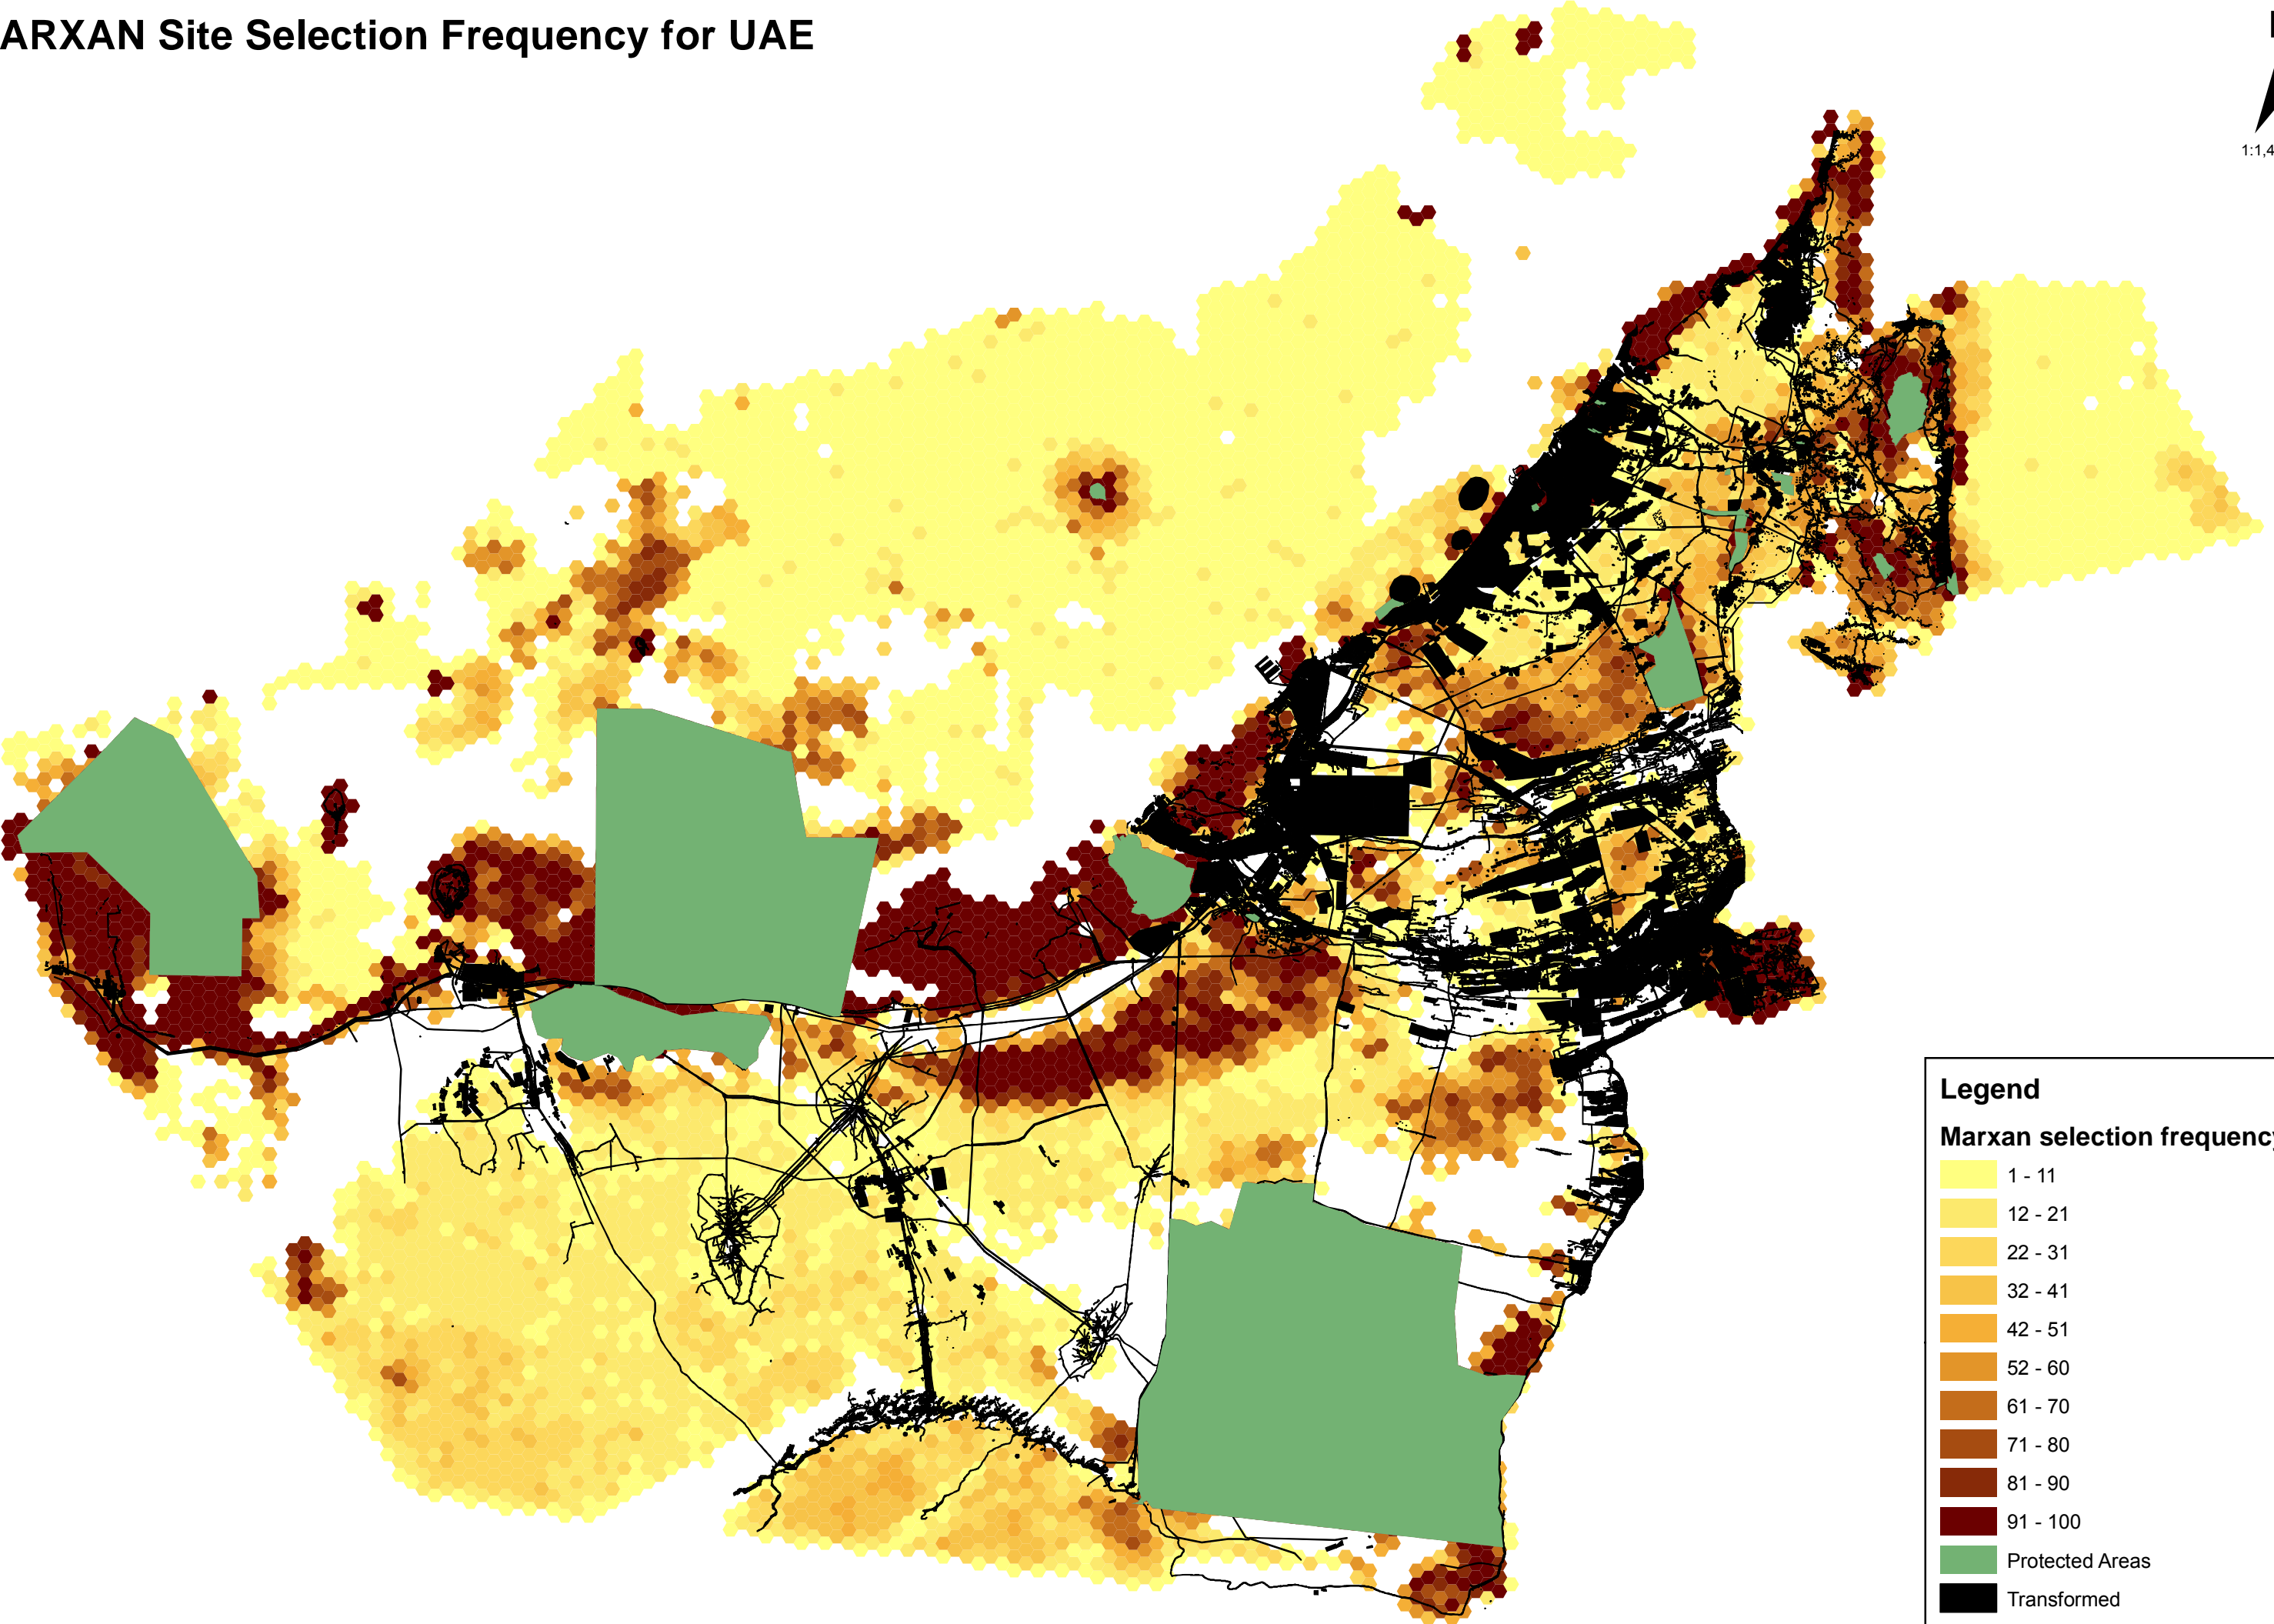 ARXAN Site Selection Frequency for UAE
1:1,4
Legend
Marxan selection frequency
1 - 11
12 - 21
22 - 31
32 - 41
42 - 51
52 - 60
61 - 70
71 - 80
81 - 90
91 - 100
Protected Areas
Transformed